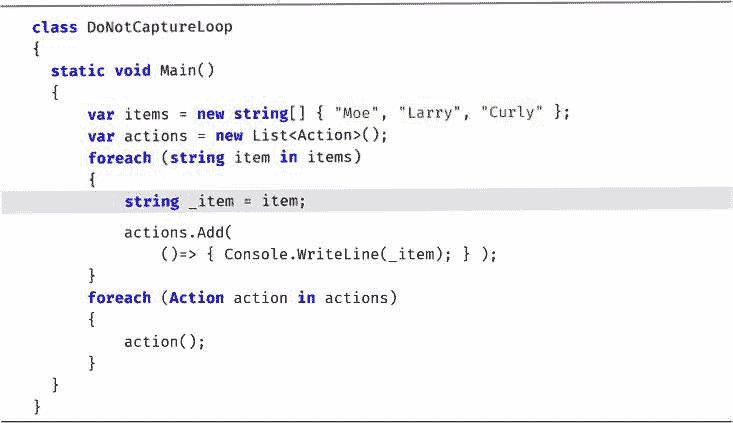 class DoNotCaptureLoop
{
static void Main()
{
var items = new string[] { "Moe", "Larry", "Curly" };
var actions = new List<Action>();
foreach (string item in items)
{
string _item = item;
actions.Add(
()=> { Console.WriteLine(_item); } );
}
foreach (Action action in actions)
{
action();
}
}
}